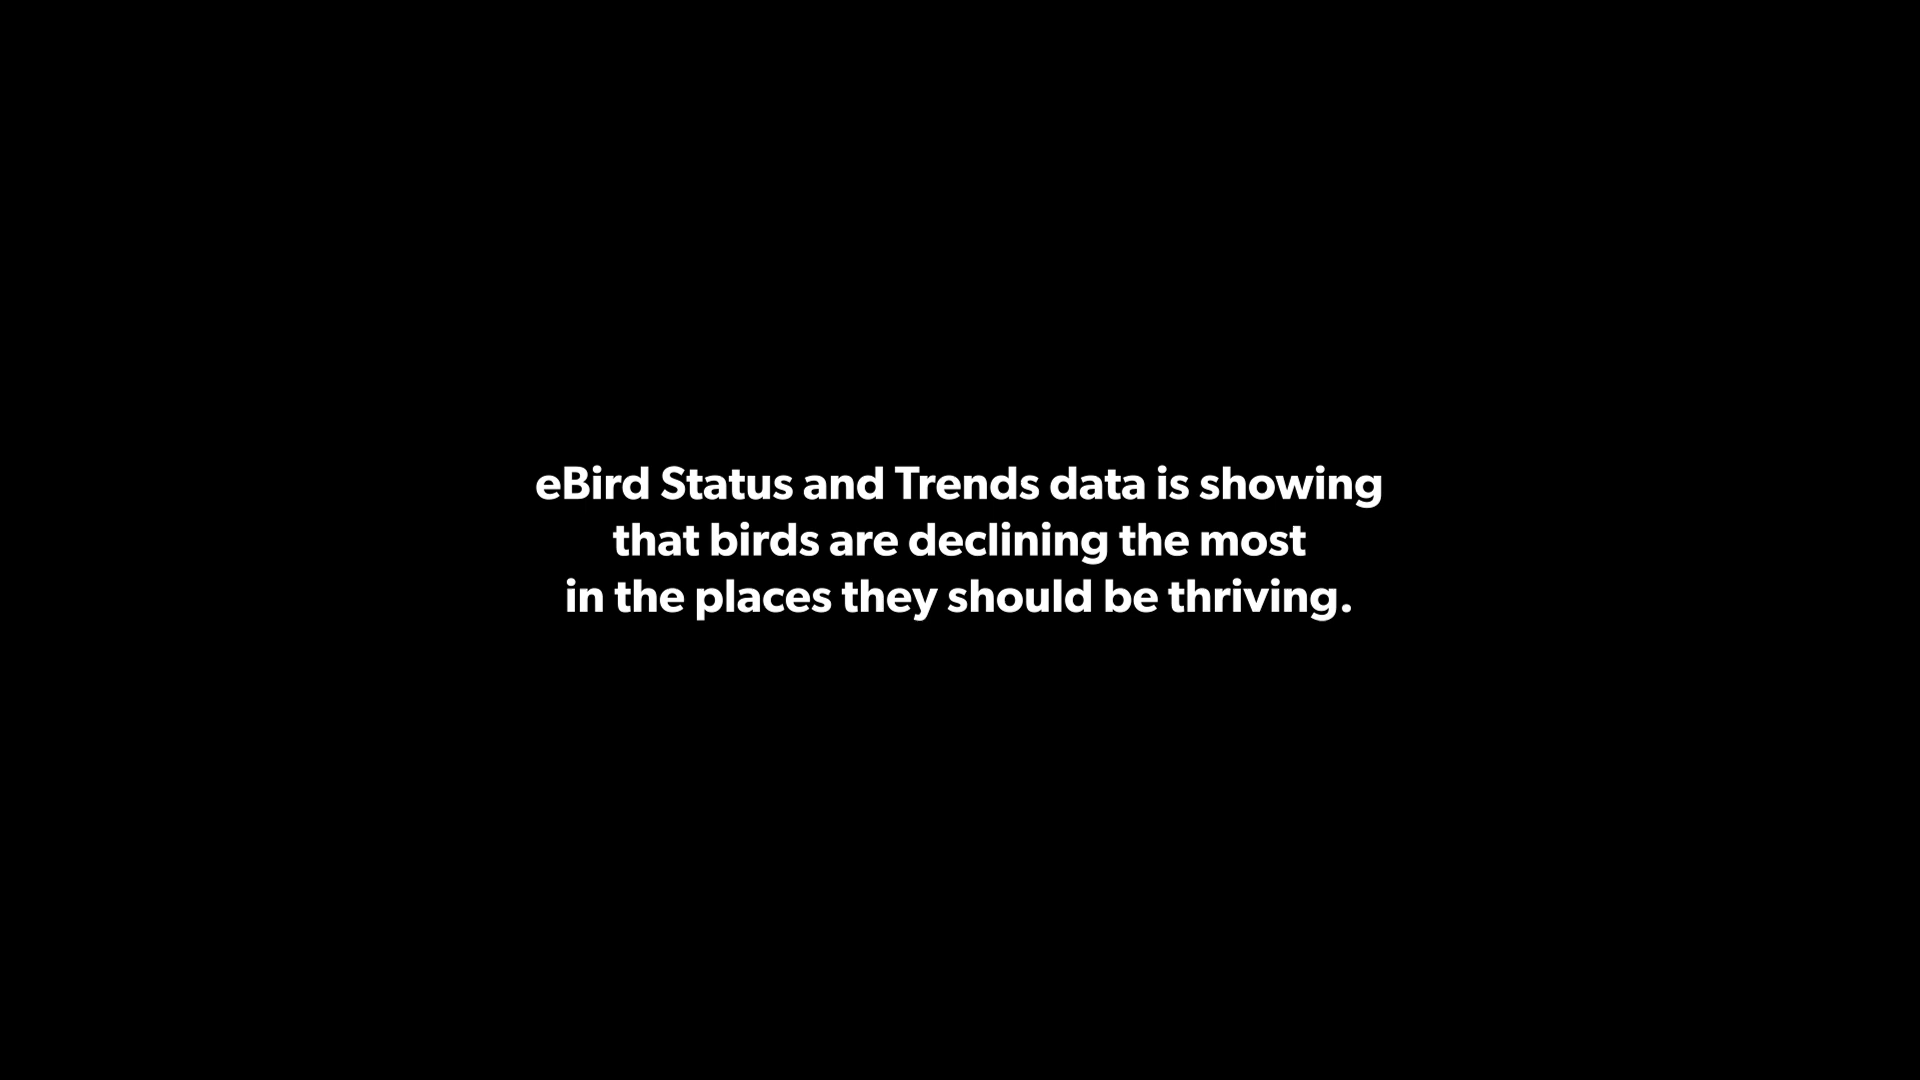 eBird Status and Trends data is showing
that birds are declining the most
in the places they should be thriving.